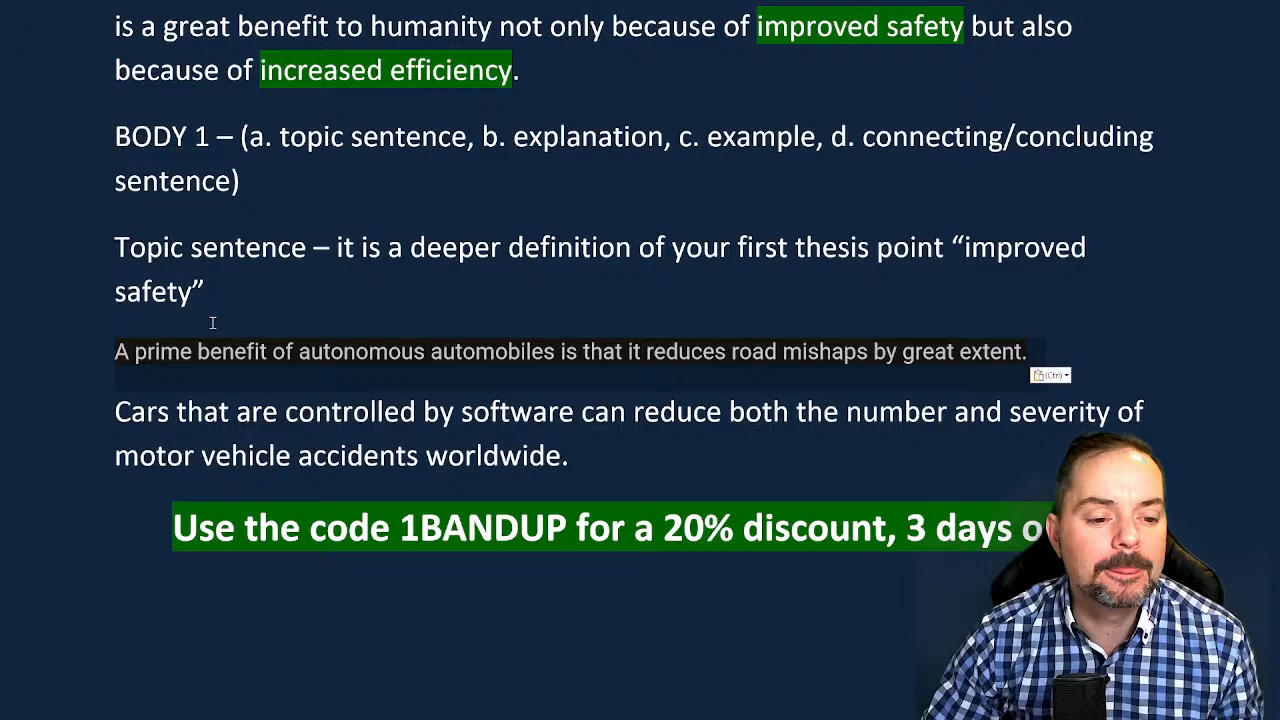 is a great benefit to humanity not only because of improved safety but also
because of increased efficiency.
BODY 1 – (a. topic sentence, b. explanation, c. example, d. connecting/concluding
sentence)
Topic sentence – it is a deeper definition of your first thesis point “improved
safety”
A prime benefit of autonomous automobiles is that it reduces road mishaps by great extent.
(Ctrl)
Cars that are controlled by software can reduce both the number and severity of
motor vehicle accidents worldwide.
Use the code 1BANDUP for a 20% discount, 3 days